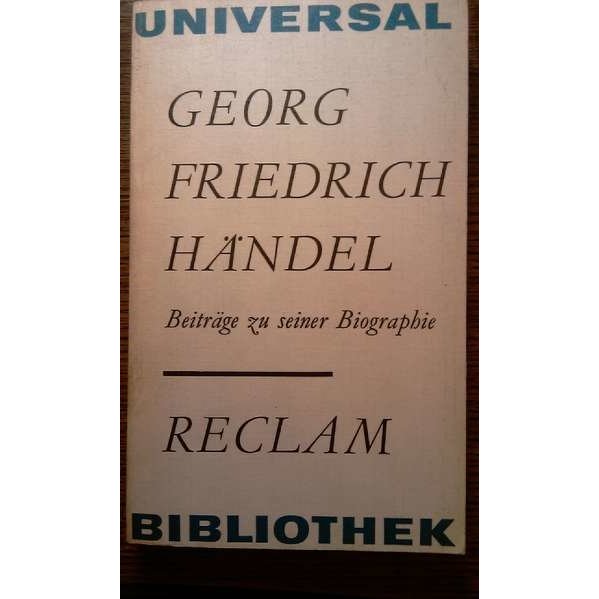 UNIVERSAL
GEORG
FRIEDRICH
HÄNDEL
Beiträge zu seiner Biographie
RECLAM
BIBLIOTHEK